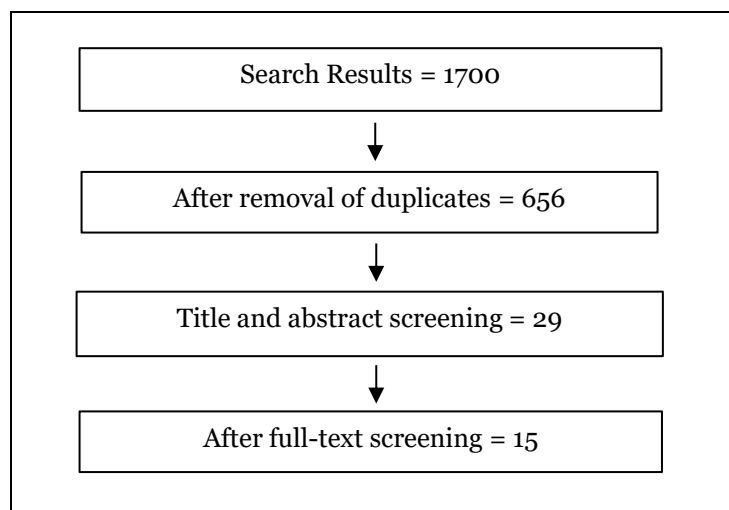 Search Results = 1700
After removal of duplicates = 656
Title and abstract screening = 29
After full-text screening = 15